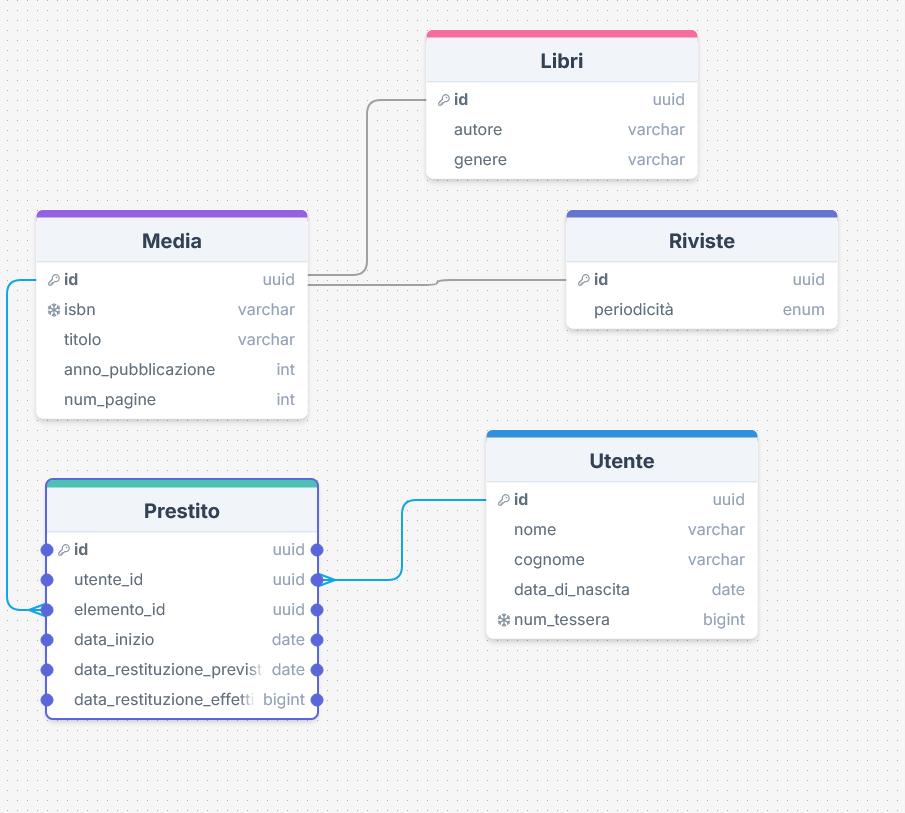 Libri
id uuid
autore varchar
genere varchar
Media
id uuid
isbn varchar
titolo varchar
anno_pubblicazione int
num_pagine int
Riviste
id uuid
periodicità enum
Utente
id uuid
nome varchar
cognome varchar
data_di_nascita date
num_tessera bigint
Prestito
id uuid
utente_id uuid
elemento_id uuid
data_inizio date
data_restituzione_previst date
data_restituzione_effetti bigint